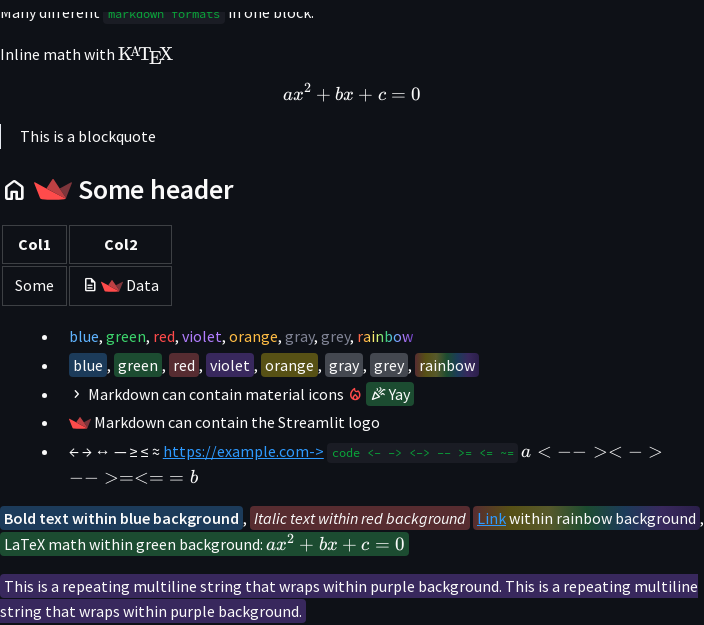 Many different markdown formats in one block.
Inline math with KATEX
ax² + bx + c = 0
This is a blockquote
Some header
Col1 Col2
Some Data
blue, green, red, violet, orange, gray, grey, rainbow
blue, green, red, violet, orange, gray, grey, rainbow
Markdown can contain material icons Yay
Markdown can contain the Streamlit logo
← → ↔ — ≥ ≤ ≈ https://example.com-> code <- -> <-> -- >= <= ~= a < −− >< − >
−− >=<= = b
Bold text within blue background, Italic text within red background Link within rainbow background,
LaTeX math within green background: ax² + bx + c = 0
This is a repeating multiline string that wraps within purple background. This is a repeating multiline
string that wraps within purple background.